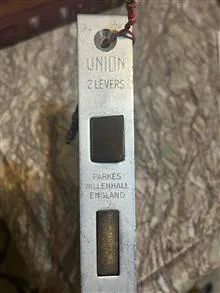 UNION
2 LEVERS
PARKES
WILLENHALL
ENGLAND